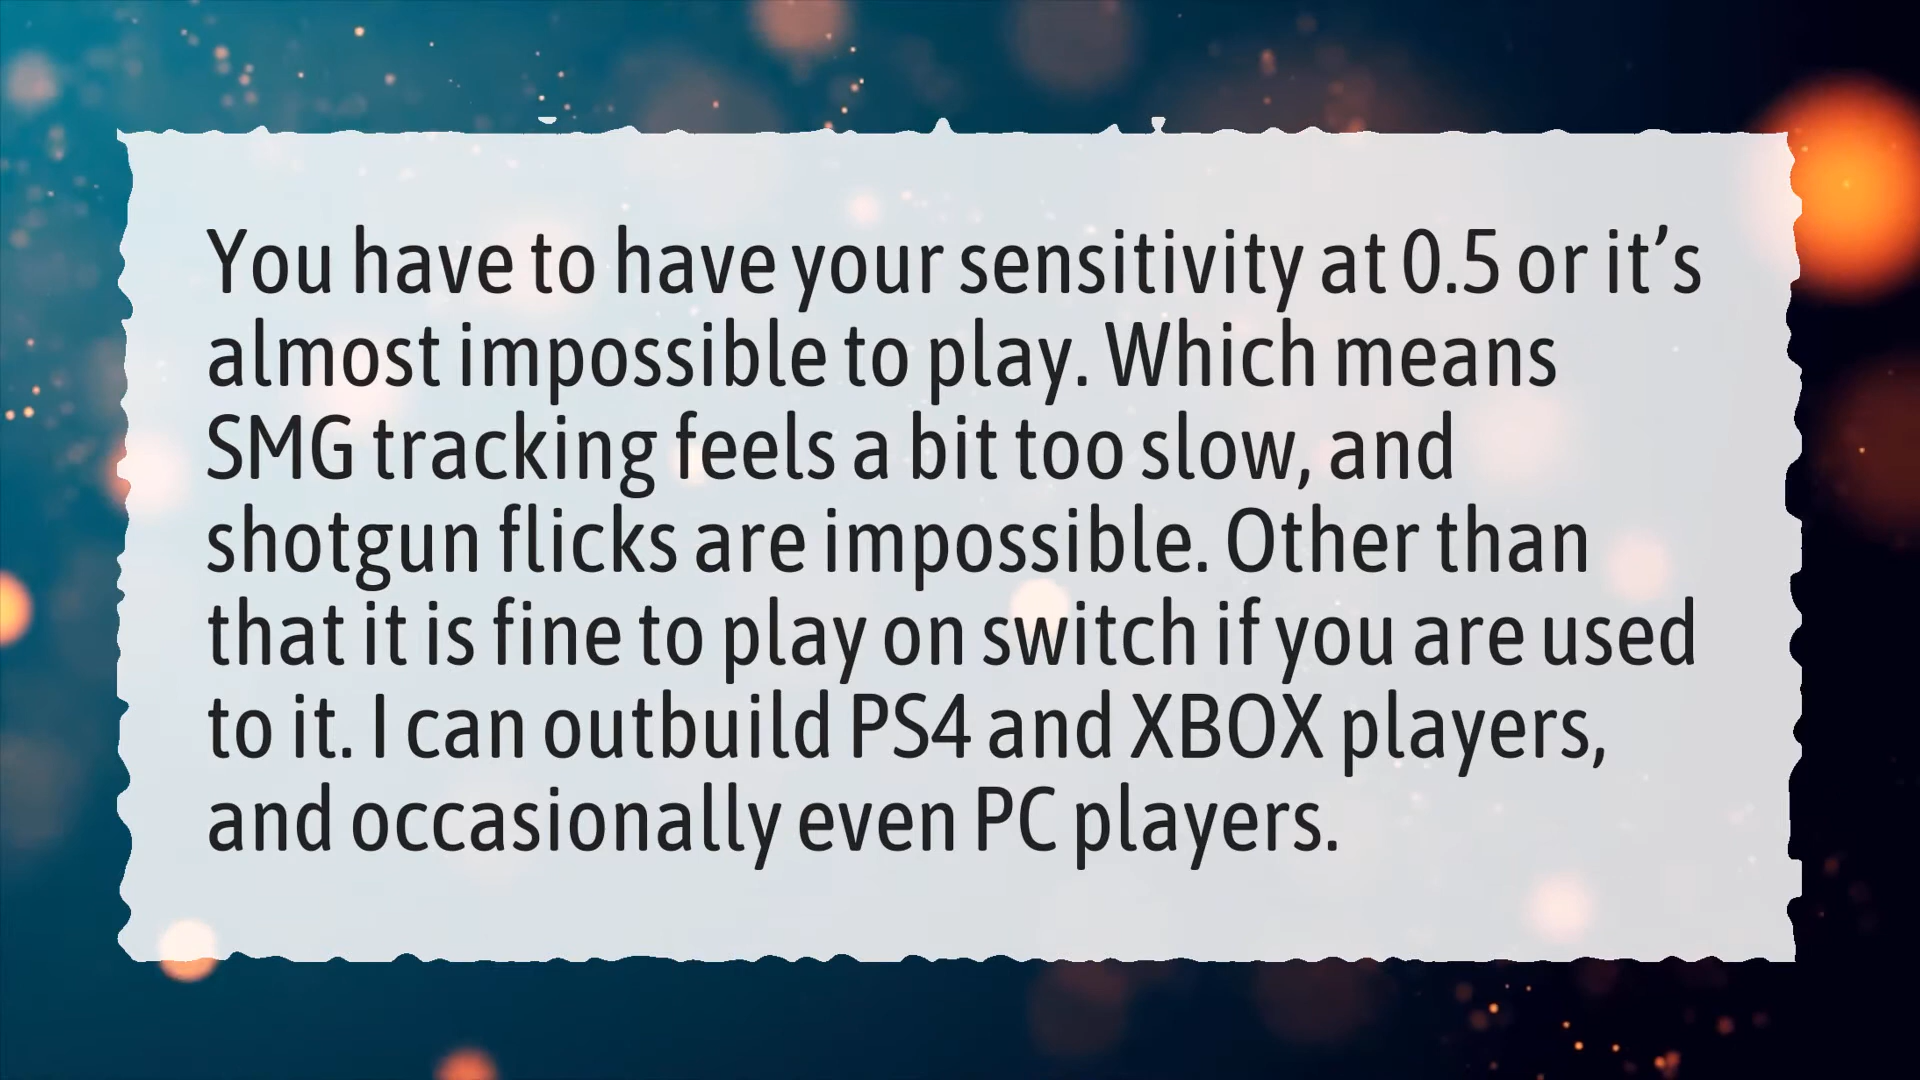 You have to have your sensitivity at 0.5 or it’s
almost impossible to play. Which means
SMG tracking feels a bit too slow, and
shotgun flicks are impossible. Other than
that it is fine to play on switch if you are used
to it. I can outbuild PS4 and XBOX players,
and occasionally even PC players.